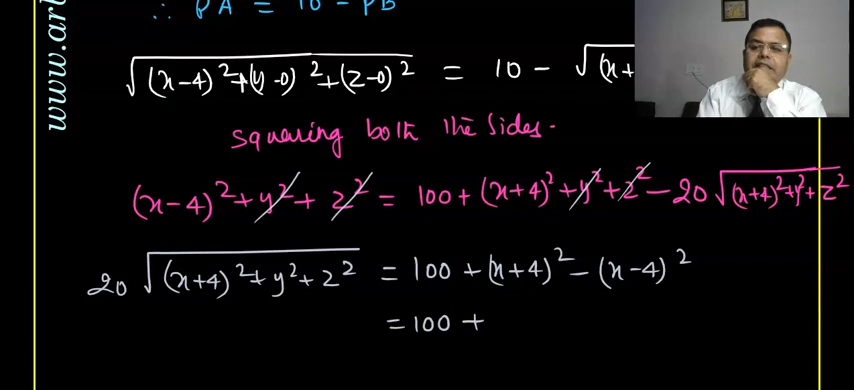 ∴ PA = 10 - PB
√((x-4)²+(y-0)²+(z-0)²) = 10 - √(x+
Squaring both the sides.
(x-4)²+y²+z² = 100+(x+4)²+y²+z²-20√((x+4)²+y²+z²)
20√((x+4)²+y²+z²) = 100+(x+4)²-(x-4)²
= 100 +
www.ar